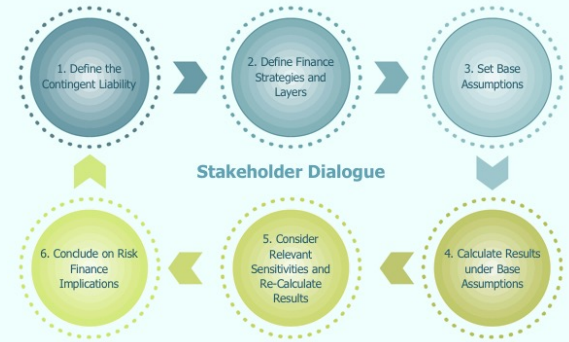 1. Define the
Contingent Liability
2. Define Finance
Strategies and
Layers
3. Set Base
Assumptions
Stakeholder Dialogue
6. Conclude on Risk
Finance
Implications
5. Consider
Relevant
Sensitivities and
Re-Calculate
Results
4. Calculate Results
under Base
Assumptions